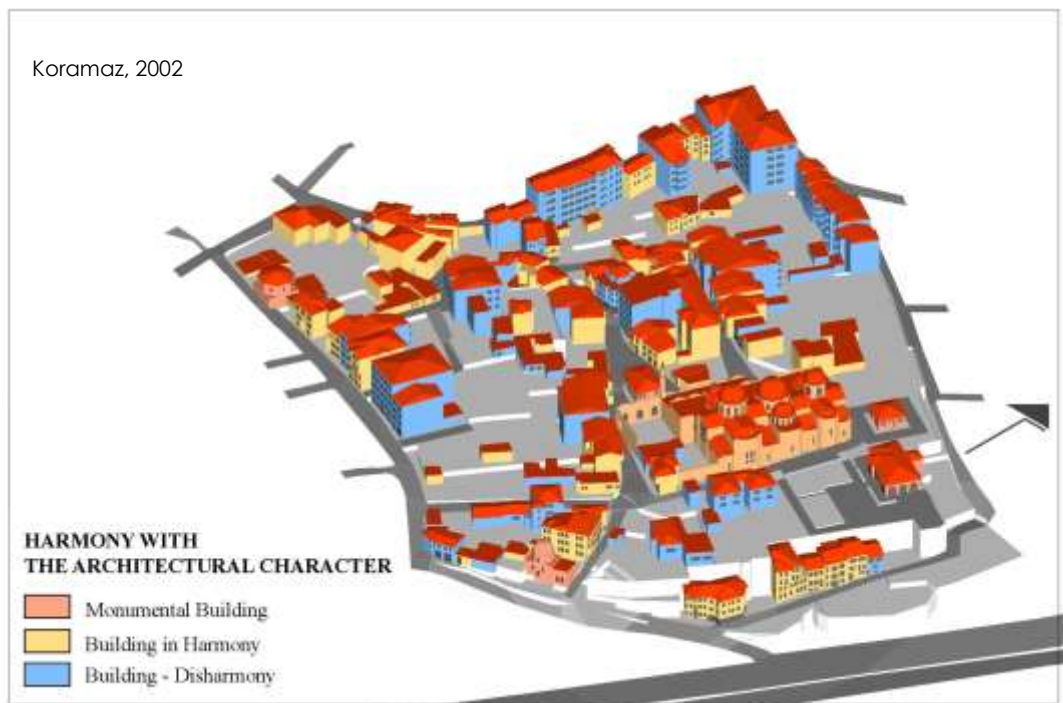 Koramaz, 2002
HARMONY WITH
THE ARCHITECTURAL CHARACTER
Monumental Building
Building in Harmony
Building - Disharmony